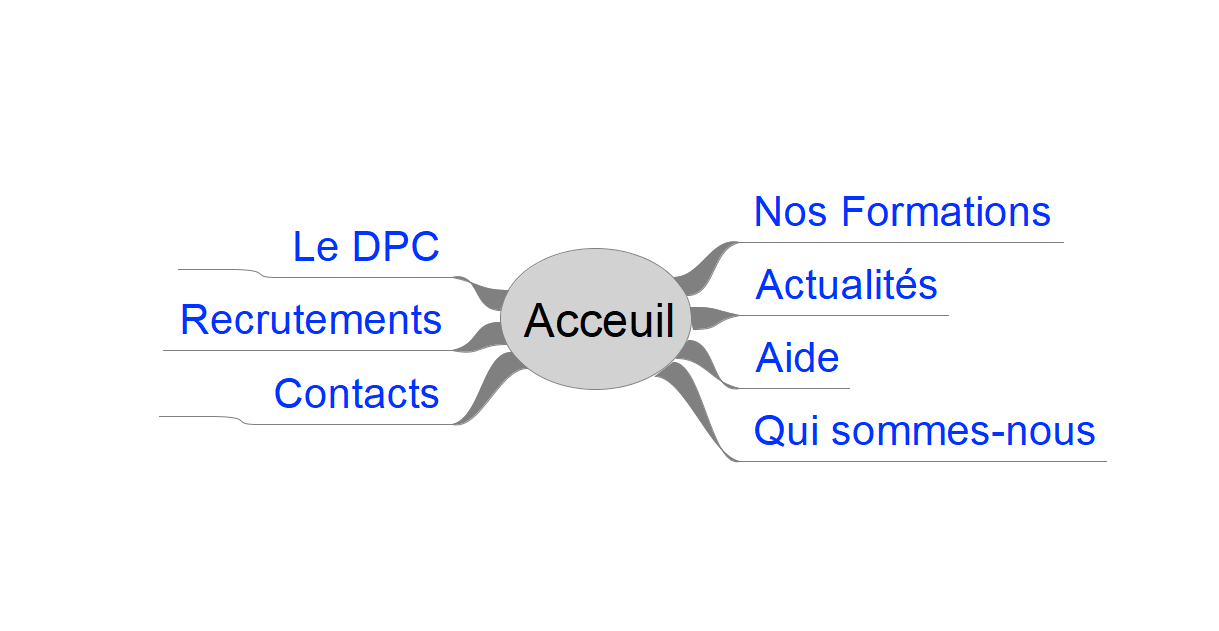 Nos Formations
Le DPC
Actualités
Recrutements
Acceuil
Aide
Contacts
Qui sommes-nous